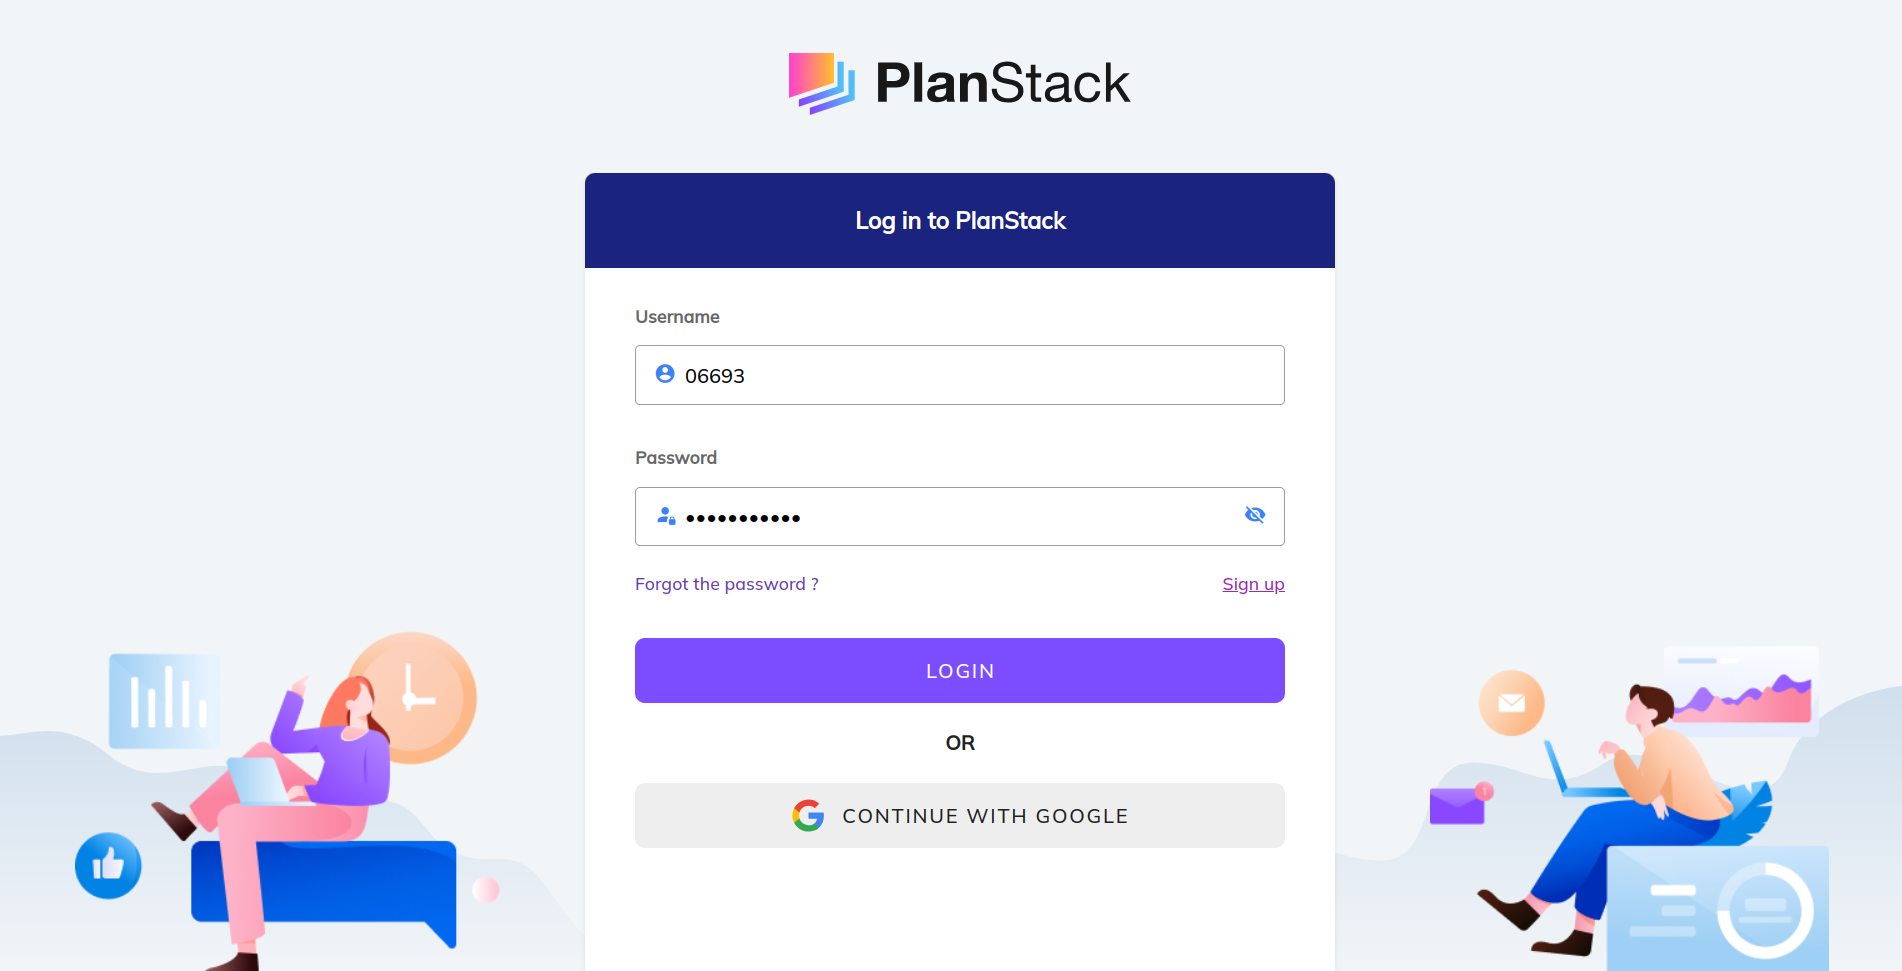 PlanStack
Log in to PlanStack
Username
06693
Password
•••••••••••
Forgot the password ?
Sign up
LOGIN
OR
CONTINUE WITH GOOGLE